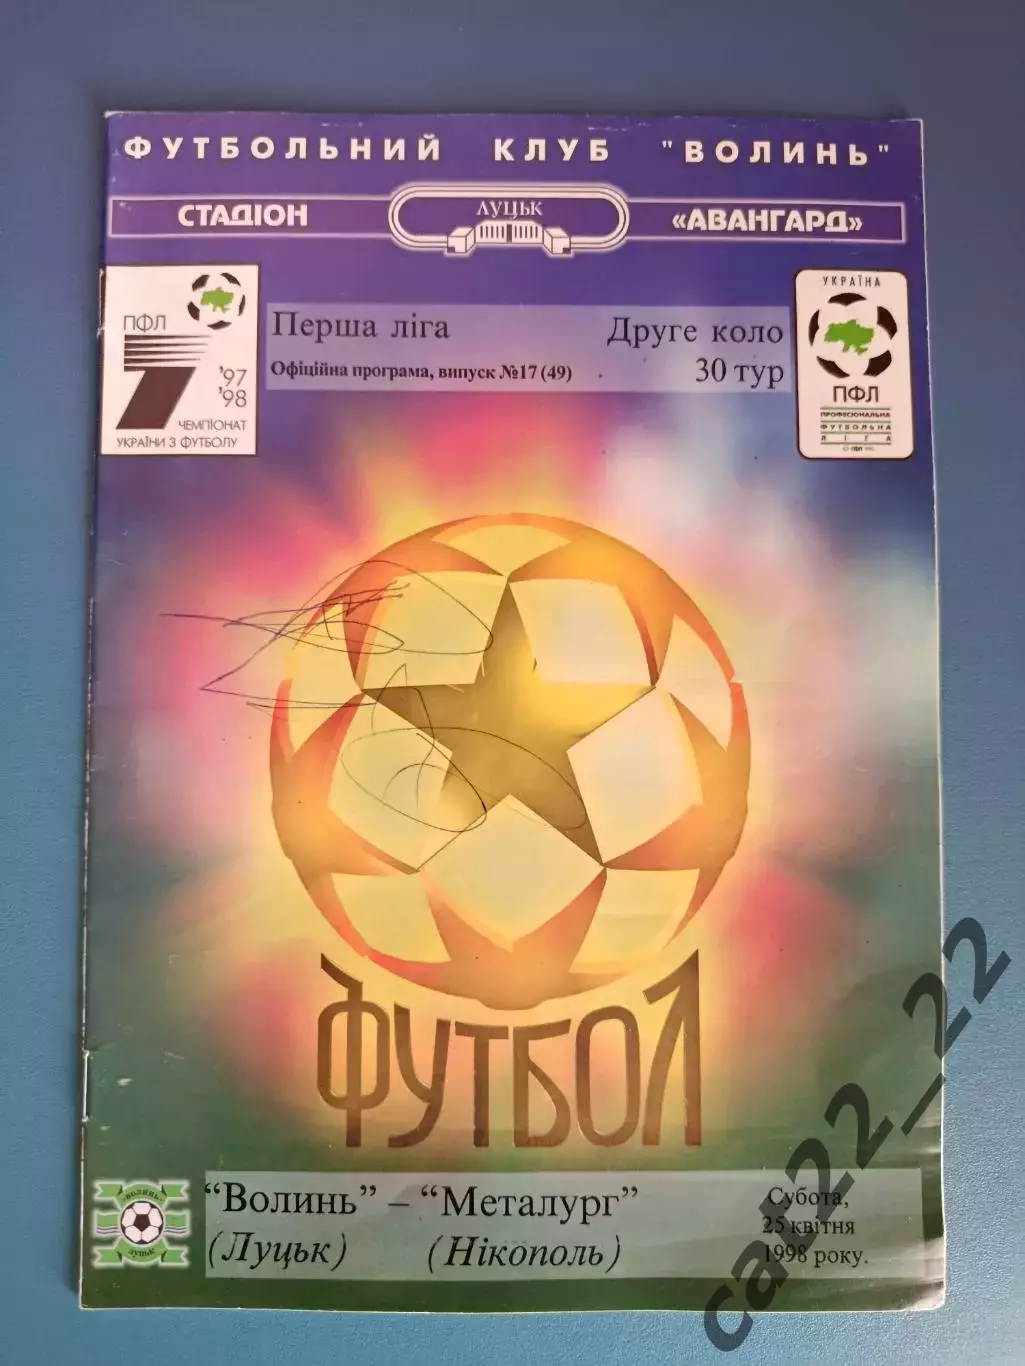 ФУТБОЛЬНИЙ КЛУБ "ВОЛИНЬ"
СТАДІОН ЛУЦЬК «АВАНГАРД»
ПФЛ
'97
'98
ЧЕМПІОНАТ
УКРАЇНИ З ФУТБОЛУ
Перша ліга Друге коло
Офіційна програма, випуск №17 (49) 30 тур
УКРАЇНА
ПФЛ
ПРОФЕСІОНАЛЬНА
ФУТБОЛЬНА
ЛІГА
ФУТБОЛ
ВОЛИНЬ
ЛУЦЬК
“Волинь” – “Металург”
(Луцьк) (Нікополь)
Субота,
25 квітня
1998 року.
cat22_22